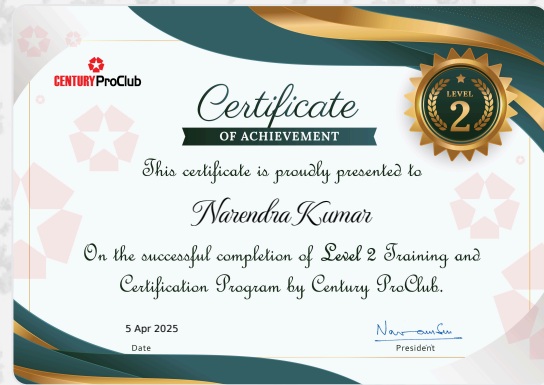 CENTURY ProClub
Certificate
OF ACHIEVEMENT
LEVEL
2
This certificate is proudly presented to
Narendra Kumar
On the successful completion of Level 2 Training and
Certification Program by Century ProClub.
5 Apr 2025
Date
President